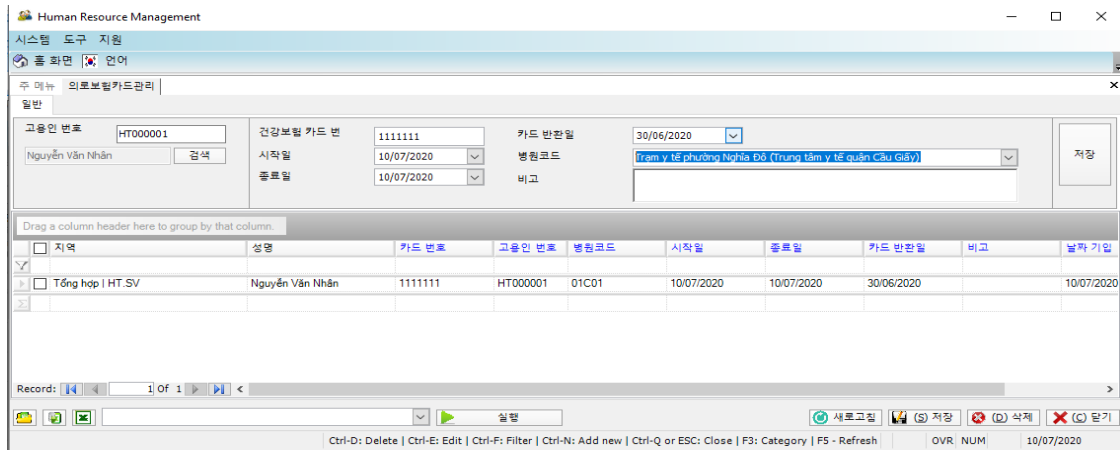 Human Resource Management
시스템 도구 지원
홈 화면 언어
주 메뉴 의료보험카드관리
일반
고용인 번호 HT000001 건강보험 카드 번 1111111 카드 반환일 30/06/2020
Nguyễn Văn Nhân 검색 시작일 10/07/2020 병원코드 Trạm y tế phường Nghĩa Đô (Trung tâm y tế quận Cầu Giấy) 저장
종료일 10/07/2020 비고
Drag a column header here to group by that column.
지역 성명 카드 번호 고용인 번호 병원코드 시작일 종료일 카드 반환일 비고 날짜 기입
Tổng hợp | HT.SV Nguyễn Văn Nhân 1111111 HT000001 01C01 10/07/2020 10/07/2020 30/06/2020 10/07/2020
Record: 1 Of 1
실행 새로고침 (S) 저장 (D) 삭제 (C) 닫기
Ctrl-D: Delete | Ctrl-E: Edit | Ctrl-F: Filter | Ctrl-N: Add new | Ctrl-Q or ESC: Close | F3: Category | F5 - Refresh OVR NUM 10/07/2020